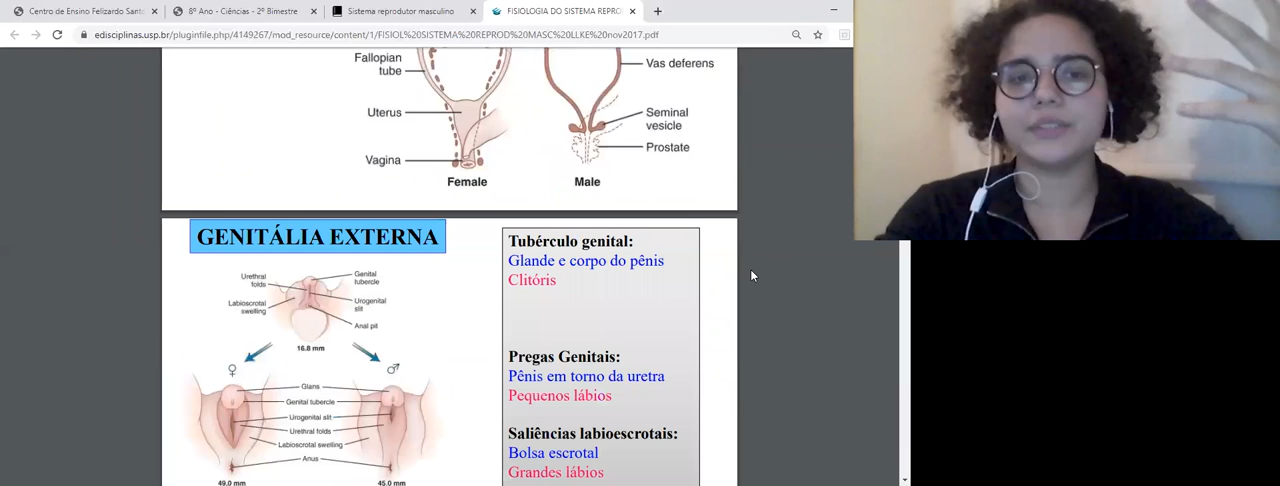 Centro de Ensino Felizardo Santé
8º Ano - Ciências - 2º Bimestre
Sistema reprodutor masculino
FISIOLOGIA DO SISTEMA REPRO
edisciplinas.usp.br/pluginfile.php/4149267/mod_resource/content/1/FISIOL%20SISTEMA%20REPROD%20MASC%20LLKE%20nov2017.pdf
Fallopian
tube
Uterus
Vagina
Female
Vas deferens
Seminal
vesicle
Prostate
Male
GENITÁLIA EXTERNA
Urethral
folds
Labioscrotal
swelling
Genital
tubercle
Urogenital
slit
Anal pit
16.8 mm
♀
♂
Glans
Genital tubercle
Urogenital slit
Urethral folds
Labioscrotal swelling
Anus
49.0 mm
45.0 mm
Tubérculo genital:
Glande e corpo do pênis
Clitóris
Pregas Genitais:
Pênis em torno da uretra
Pequenos lábios
Saliências labioescrotais:
Bolsa escrotal
Grandes lábios